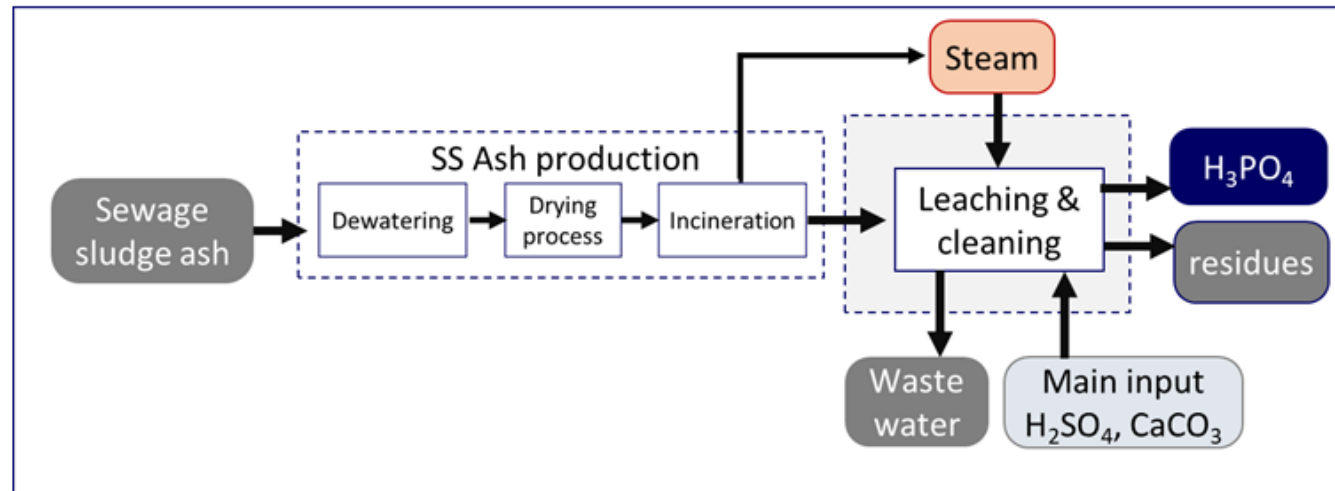 Steam
SS Ash production
H₃PO₄
Sewage
sludge ash
Dewatering
Drying
process
Incineration
Leaching &
cleaning
residues
Waste
water
Main input
H₂SO₄, CaCO₃